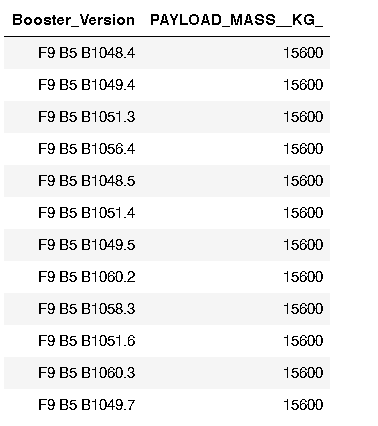 Booster_Version PAYLOAD_MASS__KG_
F9 B5 B1048.4 15600
F9 B5 B1049.4 15600
F9 B5 B1051.3 15600
F9 B5 B1056.4 15600
F9 B5 B1048.5 15600
F9 B5 B1051.4 15600
F9 B5 B1049.5 15600
F9 B5 B1060.2 15600
F9 B5 B1058.3 15600
F9 B5 B1051.6 15600
F9 B5 B1060.3 15600
F9 B5 B1049.7 15600